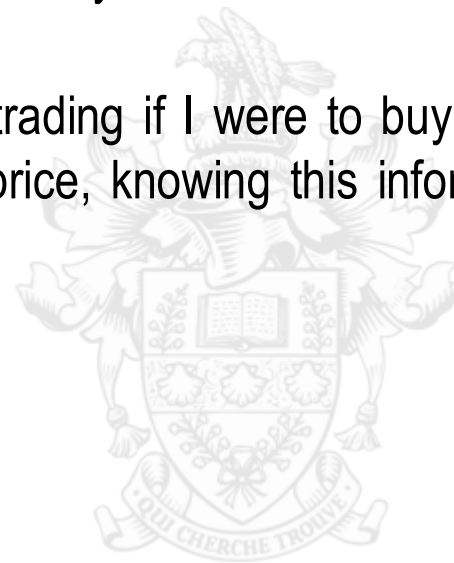 trading if I were to buy
price, knowing this infor
QUI CHERCHE TROUVE